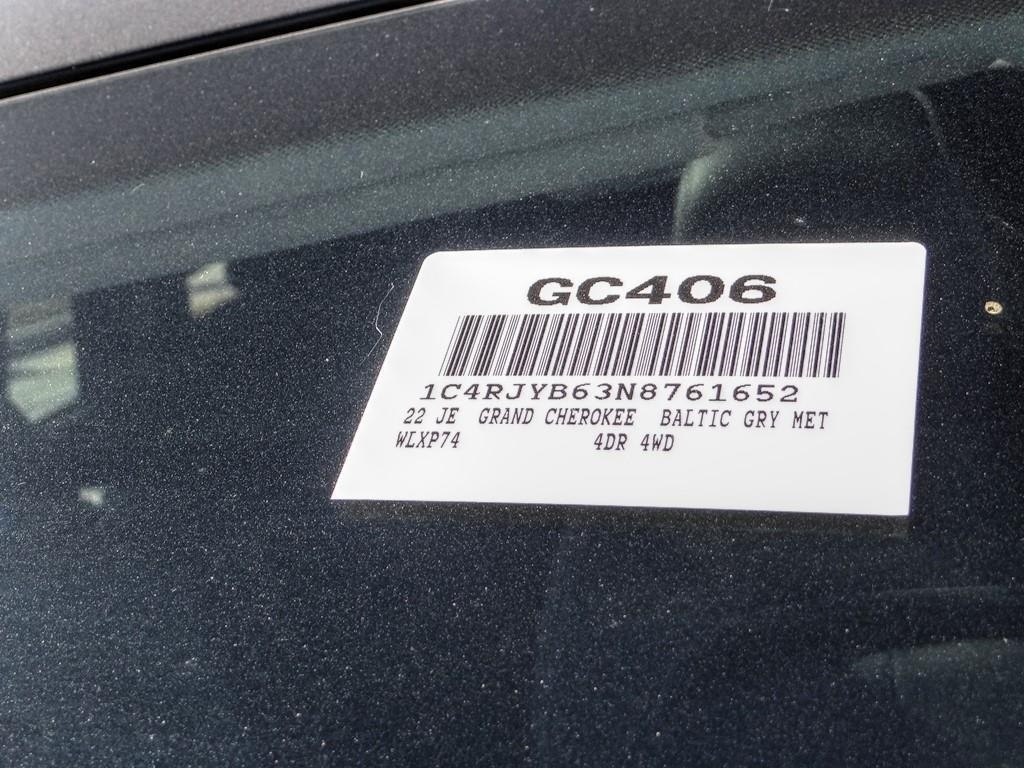 GC406
1C4RJYB63N8761652
22 JE GRAND CHEROKEE BALTIC GRY MET
WLXP74 4DR 4WD